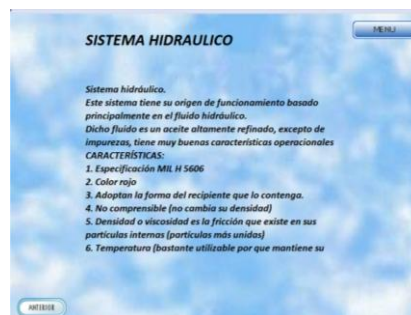 SISTEMA HIDRAULICO
MENU
Sistema hidráulico.
Este sistema tiene su origen de funcionamiento basado
principalmente en el fluido hidráulico.
Dicho fluido es un aceite altamente refinado, excepto de
impurezas, tiene muy buenas características operacionales
CARACTERÍSTICAS:
1. Especificación MIL H 5606
2. Color rojo
3. Adoptan la forma del recipiente que lo contenga.
4. No comprensible (no cambia su densidad)
5. Densidad o viscosidad es la fricción que existe en sus
partículas internas (partículas más unidas)
6. Temperatura (bastante utilizable por que mantiene su
ANTERIOR